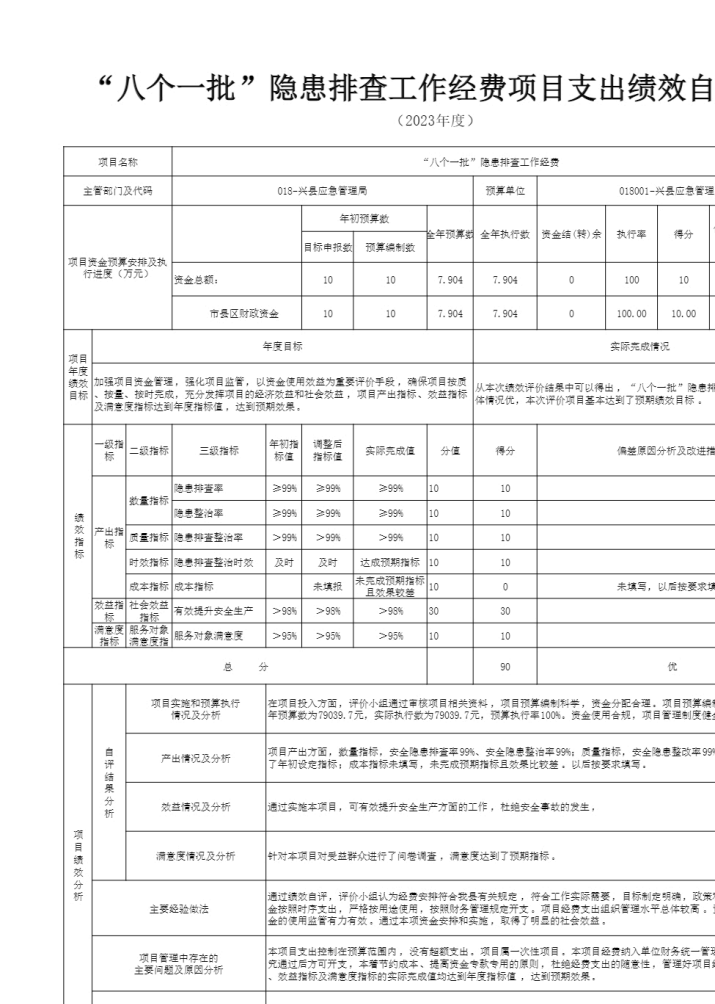 “八个一批”隐患排查工作经费项目支出绩效自
（2023年度）
项目名称 “八个一批”隐患排查工作经费
主管部门及代码 018-兴县应急管理局 预算单位 018001-兴县应急管理
项目资金预算安排及执
行进度（万元）
年初预算数
目标申报数 预算编制数 全年预算数 全年执行数 资金结(转)余 执行率 得分
资金总额： 10 10 7.904 7.904 0 100 10
市县区财政资金 10 10 7.904 7.904 0 100.00 10.00
项目
年度
绩效
目标
年度目标 实际完成情况
加强项目资金管理，强化项目监管，以资金使用效益为重要评价手段，确保项目按质
、按量、按时完成，充分发挥项目的经济效益和社会效益，项目产出指标、效益指标
及满意度指标达到年度指标值，达到预期效果。
从本次绩效评价结果中可以得出，“八个一批”隐患排
体情况优，本次评价项目基本达到了预期绩效目标。
绩
效
指
标
一级指
标
二级指标 三级指标
年初指
标值
调整后
指标值
实际完成值 分值 得分 偏差原因分析及改进措
产出指
标
数量指标
隐患排查率 ≥99% ≥99% ≥99% 10 10
隐患整治率 ≥99% ≥99% ≥99% 10 10
质量指标 隐患排查整治率 >99% >99% >99% 10 10
时效指标 隐患排查整治时效 及时 及时 达成预期指标 10 10
成本指标 成本指标 未填报
未完成预期指标
且效果较差
10 0 未填写，以后按要求填
效益指
标
社会效益
指标
有效提升安全生产 >98% >98% >98% 30 30
满意度
指标
服务对象
满意度指
服务对象满意度 >95% >95% >95% 10 10
总 分 90 优
项
目
绩
效
分
析
自
评
结
果
分
析
项目实施和预算执行
情况及分析
在项目投入方面，评价小组通过审核项目相关资料，项目预算编制科学，资金分配合理。项目预算编制
年预算数为79039.7元，实际执行数为79039.7元，预算执行率100%。资金使用合规，项目管理制度健全
产出情况及分析
项目产出方面，数量指标，安全隐患排查率99%、安全隐患整治率99%；质量指标，安全隐患整改率99%
了年初设定指标；成本指标未填写，未完成预期指标且效果比较差。以后按要求填写。
效益情况及分析
通过实施本项目，可有效提升安全生产方面的工作，杜绝安全事故的发生，
满意度情况及分析
针对本项目对受益群众进行了问卷调查，满意度达到了预期指标。
主要经验做法
通过绩效自评，评价小组认为经费安排符合我县有关规定，符合工作实际需要，目标制定明确，政策
金按照时序支出，严格按用途使用，按照财务管理规定开支。项目经费支出组织管理水平总体较高。
金的使用监管有力有效。通过本项资金安排和实施，取得了明显的社会效益。
项目管理中存在的
主要问题及原因分析
本项目支出控制在预算范围内，没有超额支出。项目属一次性项目，本项目经费纳入单位财务统一管理
究通过后方可开支，本着节约成本、提高资金专款专用的原则，杜绝经费支出的随意性，管理好项目
、效益指标及满意度指标的实际完成值均达到年度指标值，达到预期效果。